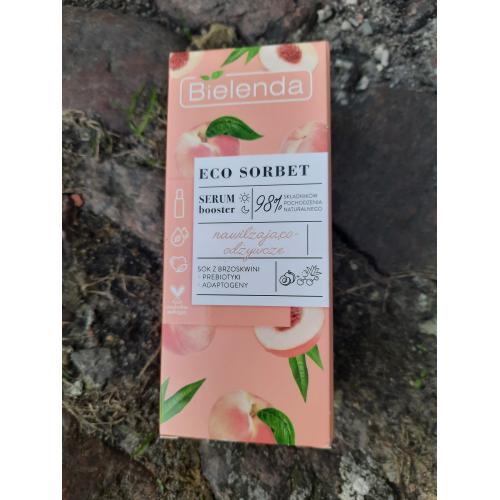 Bielenda
ECO SORBET
SERUM
booster
98%
SKŁADNIKÓW
POCHODZENIA
NATURALNEGO
nawilżająco-
odżywcze
SOK Z BRZOSKWINI
+ PREBIOTYKI
+ ADAPTOGENY